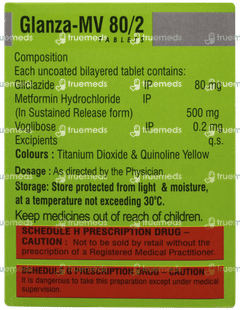 Glanza-MV 80/2
TABLETS
Composition
Each uncoated bilayered tablet contains:
Gliclazide IP 80 mg
Metformin Hydrochloride IP
(In Sustained Release form) 500 mg
Voglibose IP 0.2 mg
Excipients q.s.
Colours : Titanium Dioxide & Quinoline Yellow
Dosage : As directed by the Physician.
Storage: Store protected from light & moisture,
at a temperature not exceeding 30°C.
Keep medicines out of reach of children.
SCHEDULE H PRESCRIPTION DRUG –
CAUTION : Not to be sold by retail without the
prescription of a Registered Medical Practitioner.
SCHEDULE G PRESCRIPTION DRUG – CAUTION :
It is dangerous to take this preparation except under medical
supervision.